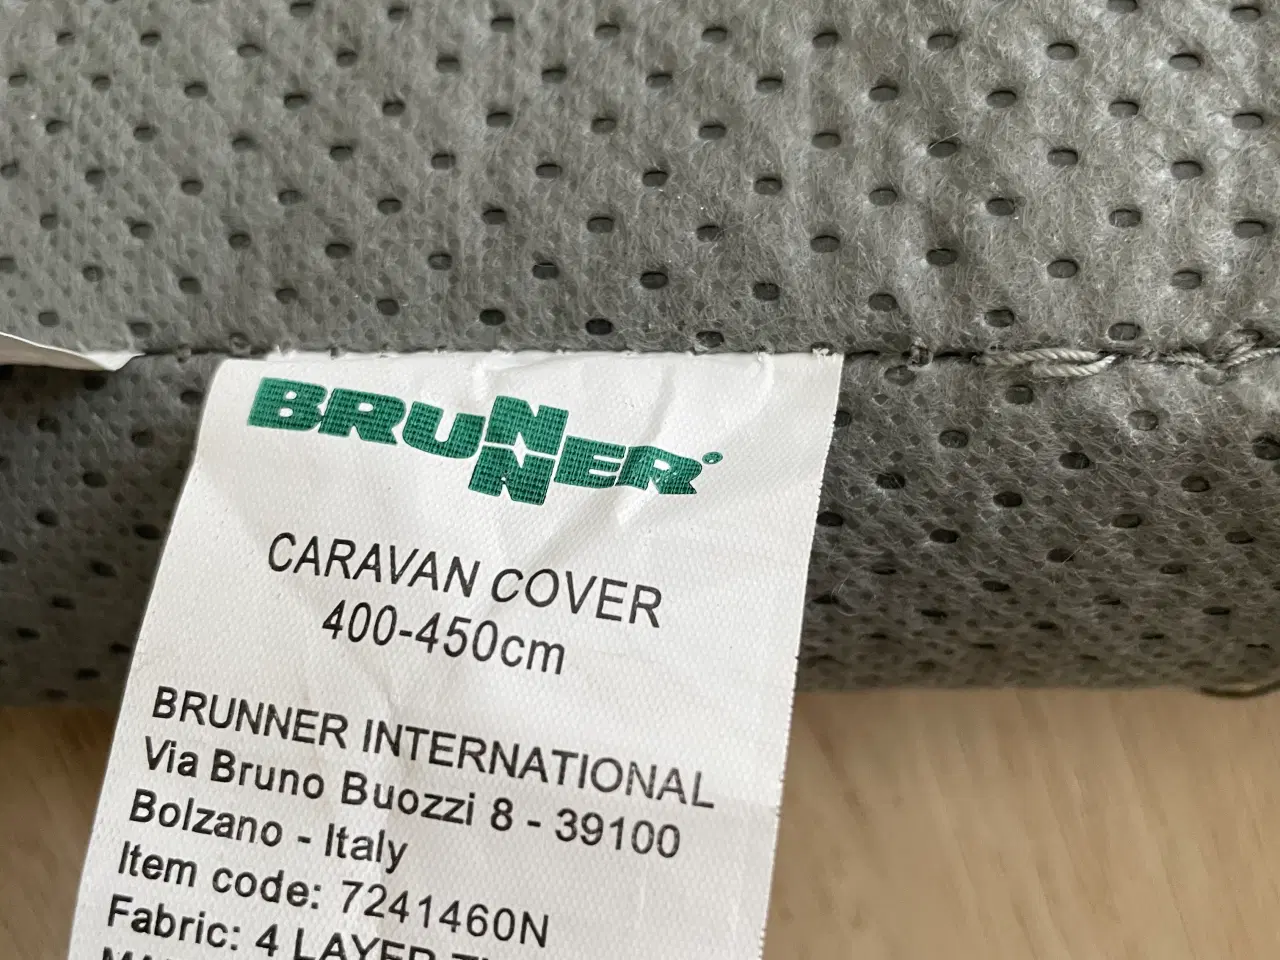 BRUNNER
CARAVAN COVER
400-450cm
BRUNNER INTERNATIONAL
Via Bruno Buozzi 8 - 39100
Bolzano - Italy
Item code: 7241460N
Fabric: 4 LAYER